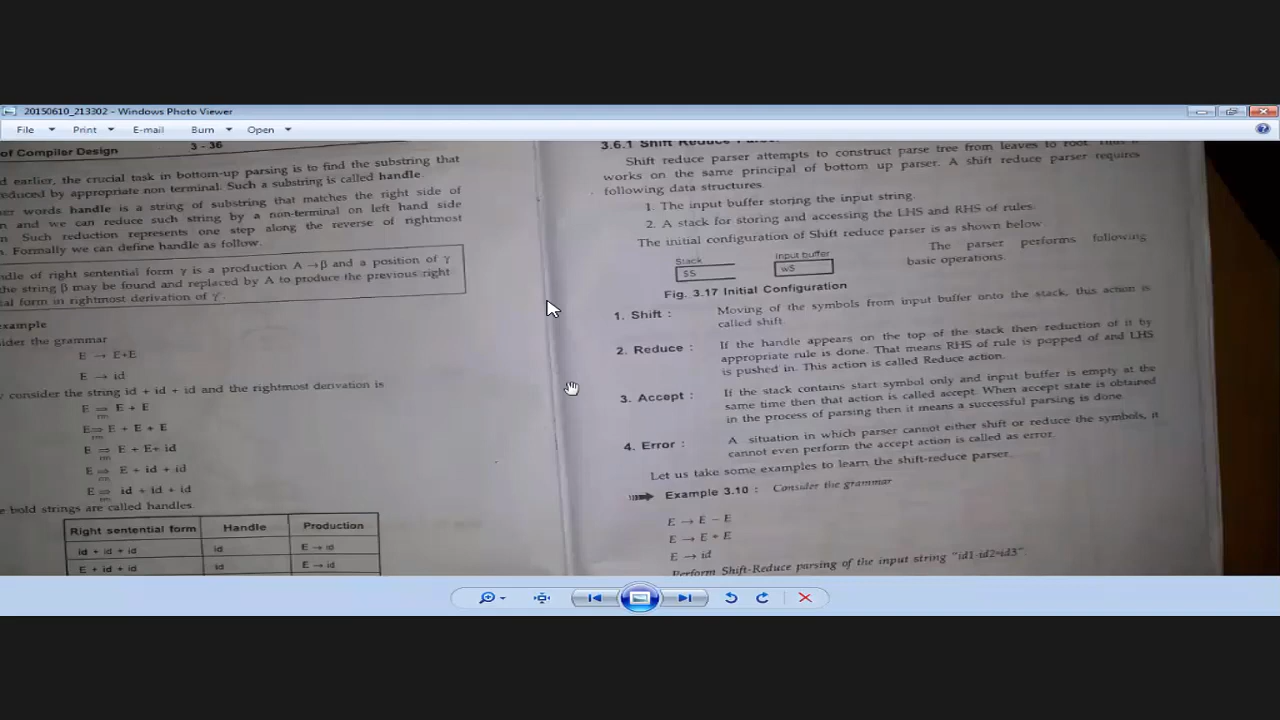 20150610_213302 - Windows Photo Viewer
File Print E-mail Burn Open
of Compiler Design 3 - 36
d earlier, the crucial task in bottom-up parsing is to find the substring that
educed by appropriate non terminal. Such a substring is called handle.
er words handle is a string of substring that matches the right side of
n and we can reduce such string by a non-terminal on left hand side
n. Such reduction represents one step along the reverse of rightmost
. Formally we can define handle as follow.
ndle of right sentential form γ is a production A →β and a position of γ
the string β may be found and replaced by A to produce the previous right
ial form in rightmost derivation of γ.
example
ider the grammar
E → E+E
E → id
y consider the string id + id + id and the rightmost derivation is
E ⇒ E + E
rm
E ⇒ E + E + E
rm
E ⇒ E + E+ id
rm
E ⇒ E + id + id
rm
E ⇒ id + id + id
rm
e bold strings are called handles.
Right sentential form Handle Production
id + id + id id E → id
E + id + id id E → id
3.6.1 Shift Reduce
Shift reduce parser attempts to construct parse tree from leaves to root.
works on the same principal of bottom up parser. A shift reduce parser requires
following data structures
1. The input buffer storing the input string.
2. A stack for storing and accessing the LHS and RHS of rules.
The initial configuration of Shift reduce parser is as shown below
Stack Input buffer
$S w$
The parser performs following
basic operations.
Fig. 3.17 Initial Configuration
1. Shift : Moving of the symbols from input buffer onto the stack, this action is
called shift.
2. Reduce : If the handle appears on the top of the stack then reduction of it by
appropriate rule is done. That means RHS of rule is popped of and LHS
is pushed in. This action is called Reduce action.
3. Accept : If the stack contains start symbol only and input buffer is empty at the
same time then that action is called accept. When accept state is obtained
in the process of parsing then it means a successful parsing is done.
4. Error : A situation in which parser cannot either shift or reduce the symbols, it
cannot even perform the accept action is called as error.
Let us take some examples to learn the shift-reduce parser.
Example 3.10 : Consider the grammar
E → E - E
E → E + E
E → id
Perform Shift-Reduce parsing of the input string